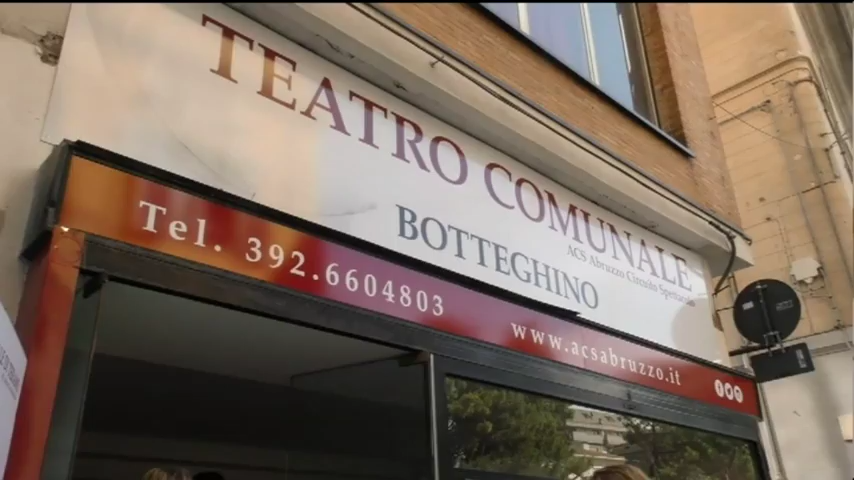 TEATRO COMUNALE
ACS Abruzzo Circuito Spettacolo
BOTTEGHINO
Tel. 392.6604803
www.acsabruzzo.it